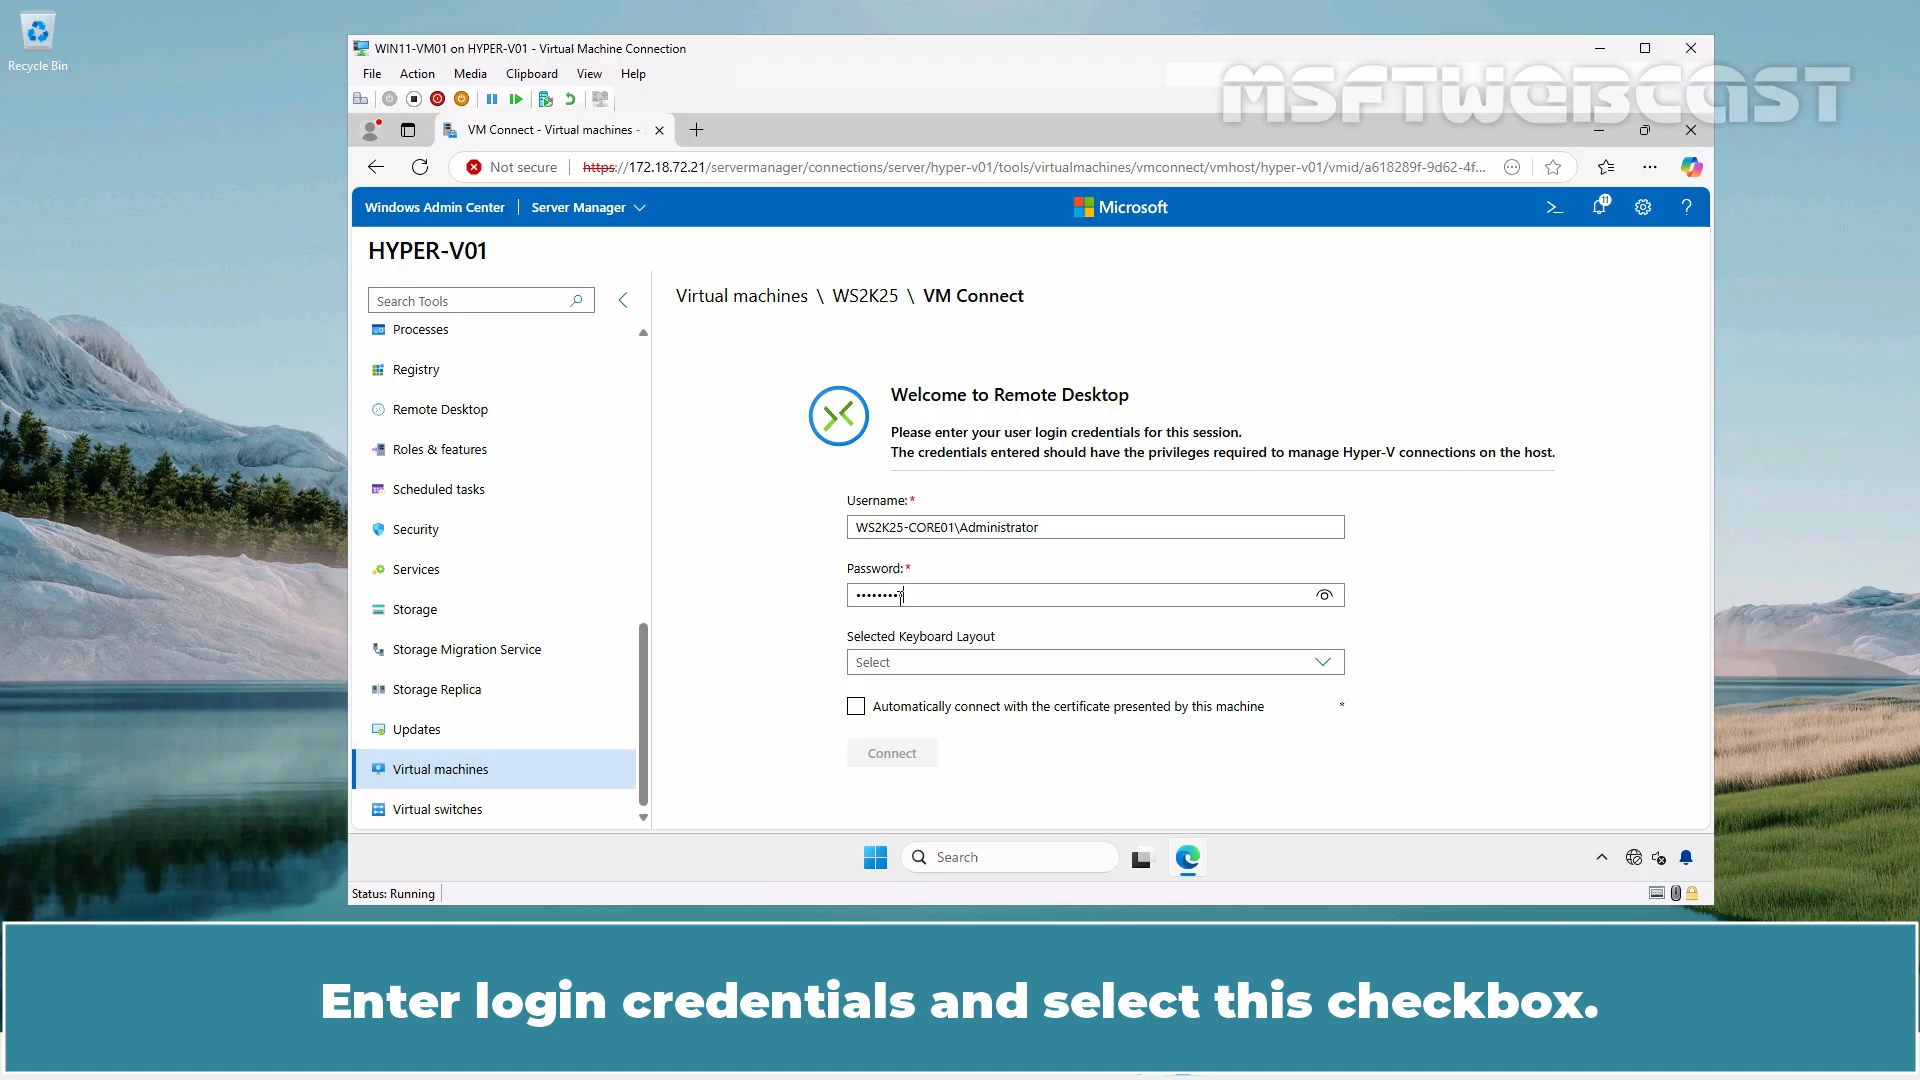 Recycle Bin
WIN11-VM01 on HYPER-V01 - Virtual Machine Connection
File Action Media Clipboard View Help
MSFTWEBCAST
VM Connect - Virtual machines -
Not secure https://172.18.72.21/servermanager/connections/server/hyper-v01/tools/virtualmachines/vmconnect/vmhost/hyper-v01/vmid/a618289f-9d62-4f...
Windows Admin Center Server Manager Microsoft 11
HYPER-V01
Search Tools
Processes
Registry
Remote Desktop
Roles & features
Scheduled tasks
Security
Services
Storage
Storage Migration Service
Storage Replica
Updates
Virtual machines
Virtual switches
Virtual machines \ WS2K25 \ VM Connect
Welcome to Remote Desktop
Please enter your user login credentials for this session.
The credentials entered should have the privileges required to manage Hyper-V connections on the host.
Username:*
WS2K25-CORE01\Administrator
Password:*
Selected Keyboard Layout
Select
Automatically connect with the certificate presented by this machine *
Connect
Search
Status: Running
Enter login credentials and select this checkbox.